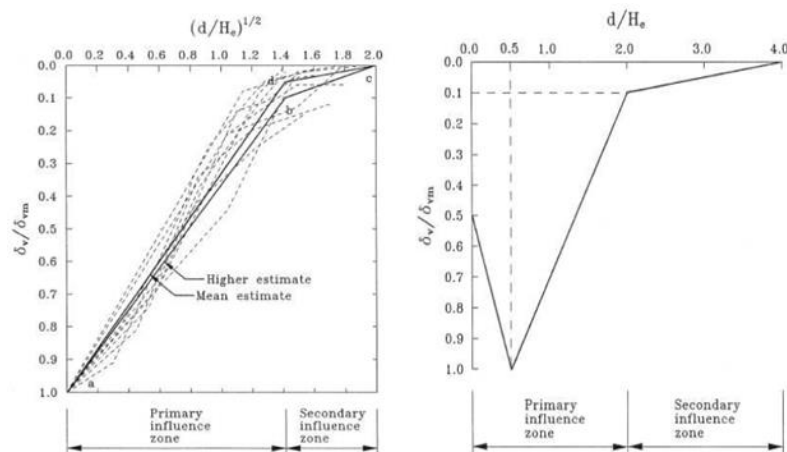 (d/Hₑ)^1/2
0.0 0.2 0.4 0.6 0.8 1.0 1.2 1.4 1.6 1.8 2.0
0.0
0.1
0.2
0.3
0.4
0.5
0.6
0.7
0.8
0.9
1.0
δᵥ/δᵥₘ
d
c
b
a
Higher estimate
Mean estimate
Primary
influence
zone
Secondary
influence
zone
d/Hₑ
0.0 0.5 1.0 2.0 3.0 4.0
0.0
0.1
0.2
0.3
0.4
0.5
0.6
0.7
0.8
0.9
1.0
δᵥ/δᵥₘ
Primary
influence
zone
Secondary
influence
zone